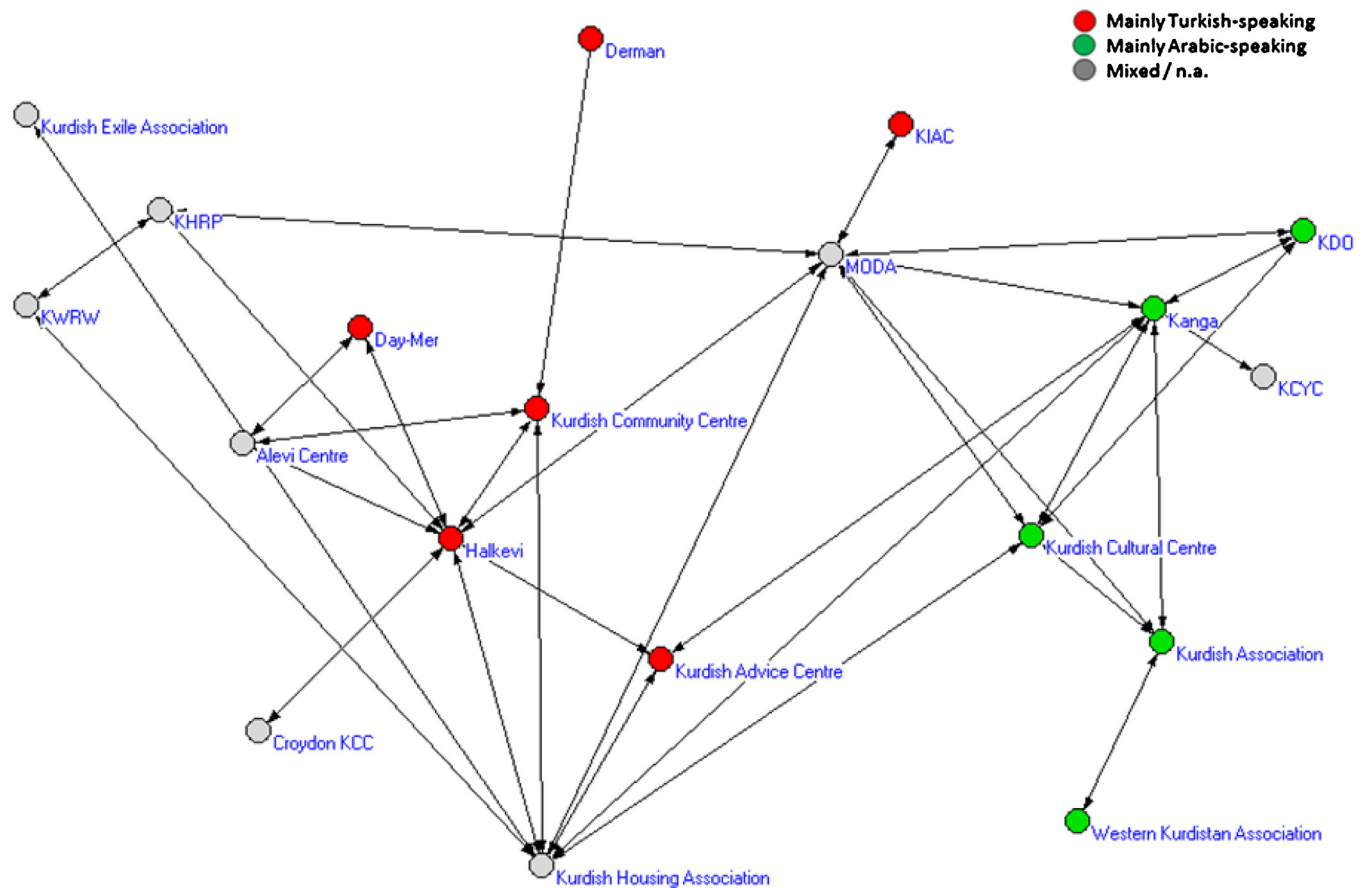 Mainly Turkish-speaking
Mainly Arabic-speaking
Mixed / n.a.
Derman
Kurdish Exile Association
KIAC
KHRP
KDO
MODA
KWRW
Kanga
Day-Mer
KCYC
Kurdish Community Centre
Alevi Centre
Halkevi
Kurdish Cultural Centre
Kurdish Association
Kurdish Advice Centre
Croydon KCC
Western Kurdistan Association
Kurdish Housing Association